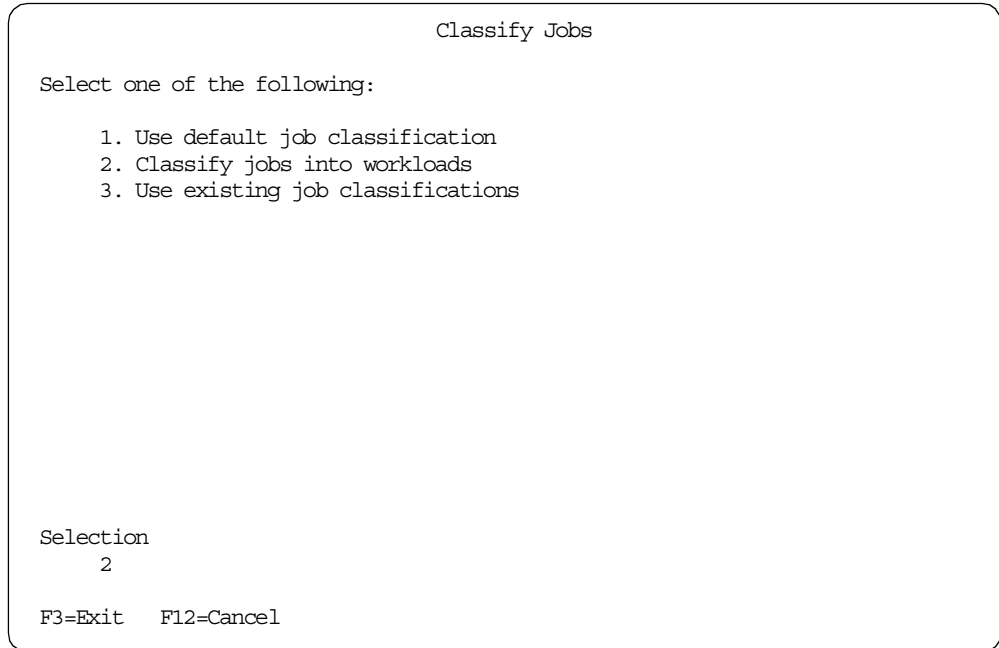 Classify Jobs
Select one of the following:
1. Use default job classification
2. Classify jobs into workloads
3. Use existing job classifications
Selection
2
F3=Exit F12=Cancel